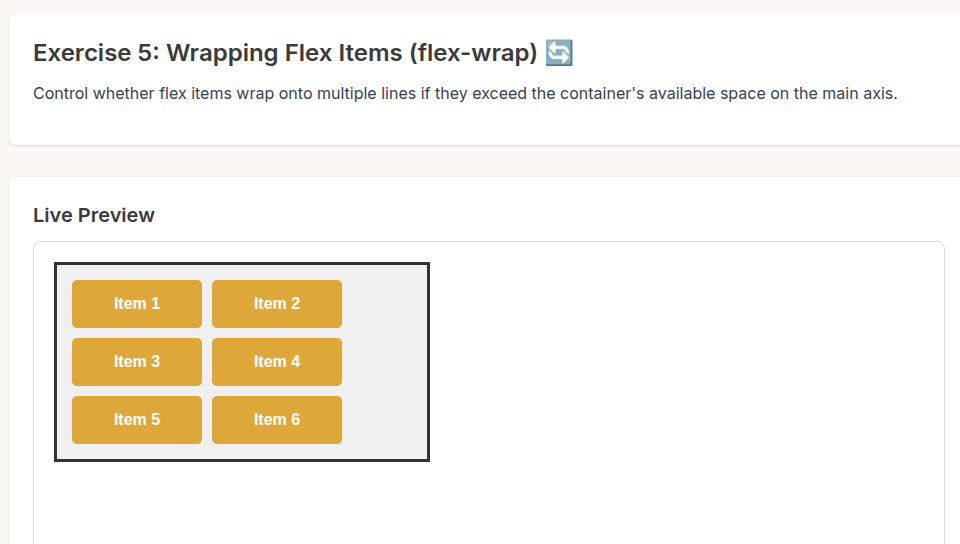 Exercise 5: Wrapping Flex Items (flex-wrap) 🔄
Control whether flex items wrap onto multiple lines if they exceed the container's available space on the main axis.
Live Preview
Item 1 Item 2
Item 3 Item 4
Item 5 Item 6